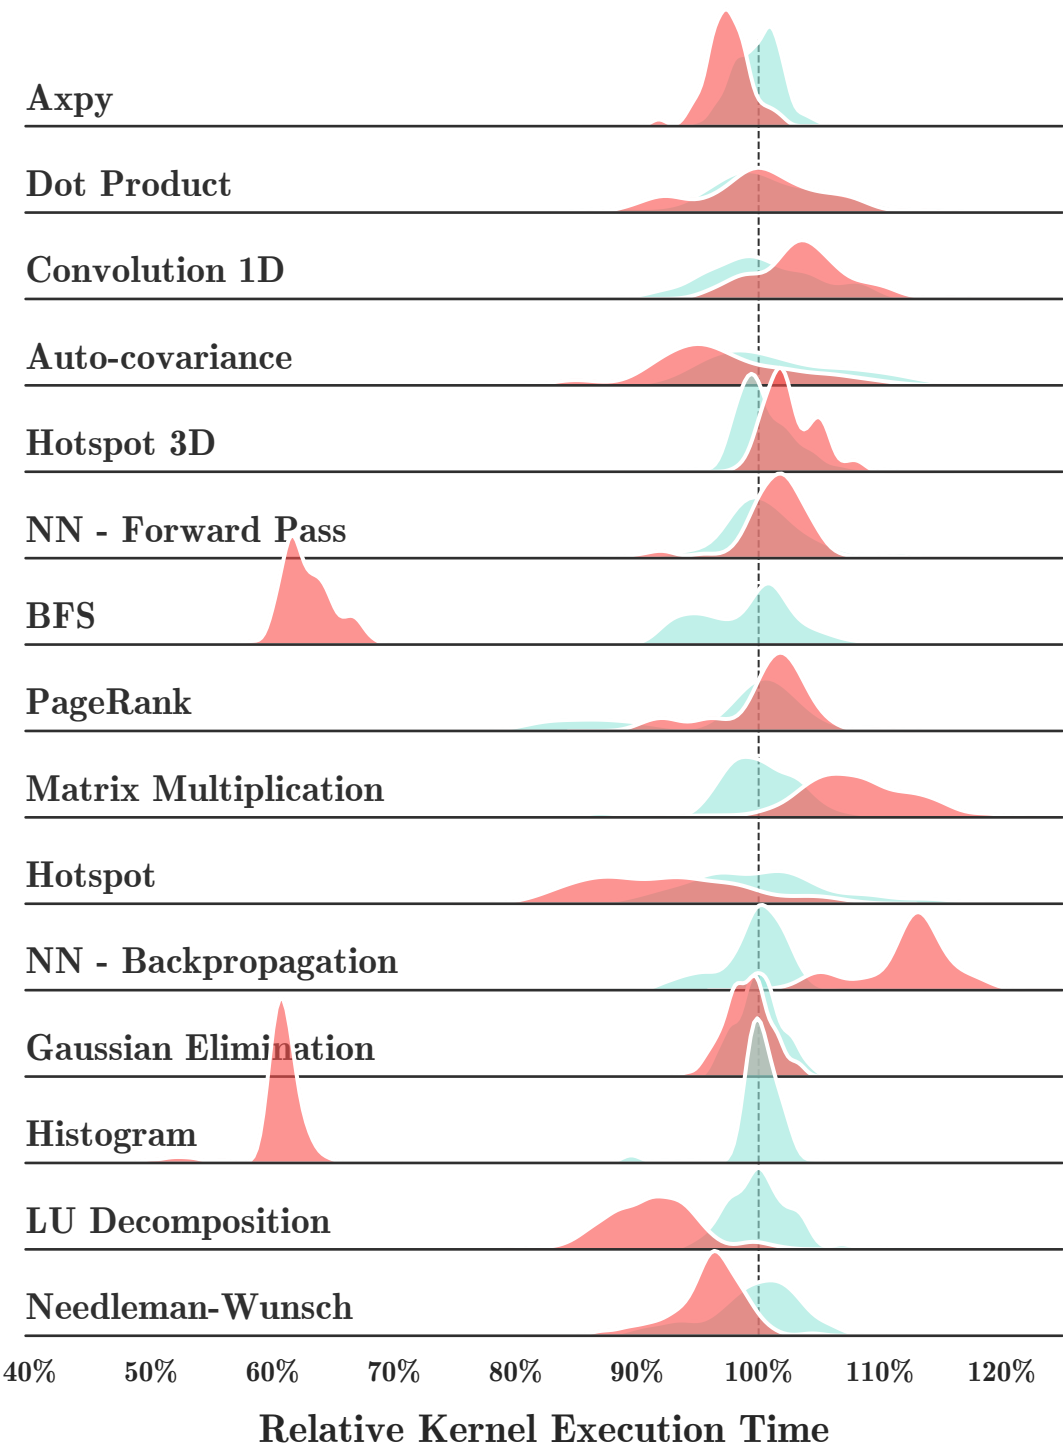 Axpy
Dot Product
Convolution 1D
Auto-covariance
Hotspot 3D
NN - Forward Pass
BFS
PageRank
Matrix Multiplication
Hotspot
NN - Backpropagation
Gaussian Elimination
Histogram
LU Decomposition
Needleman-Wunsch
40% 50% 60% 70% 80% 90% 100% 110% 120%
Relative Kernel Execution Time